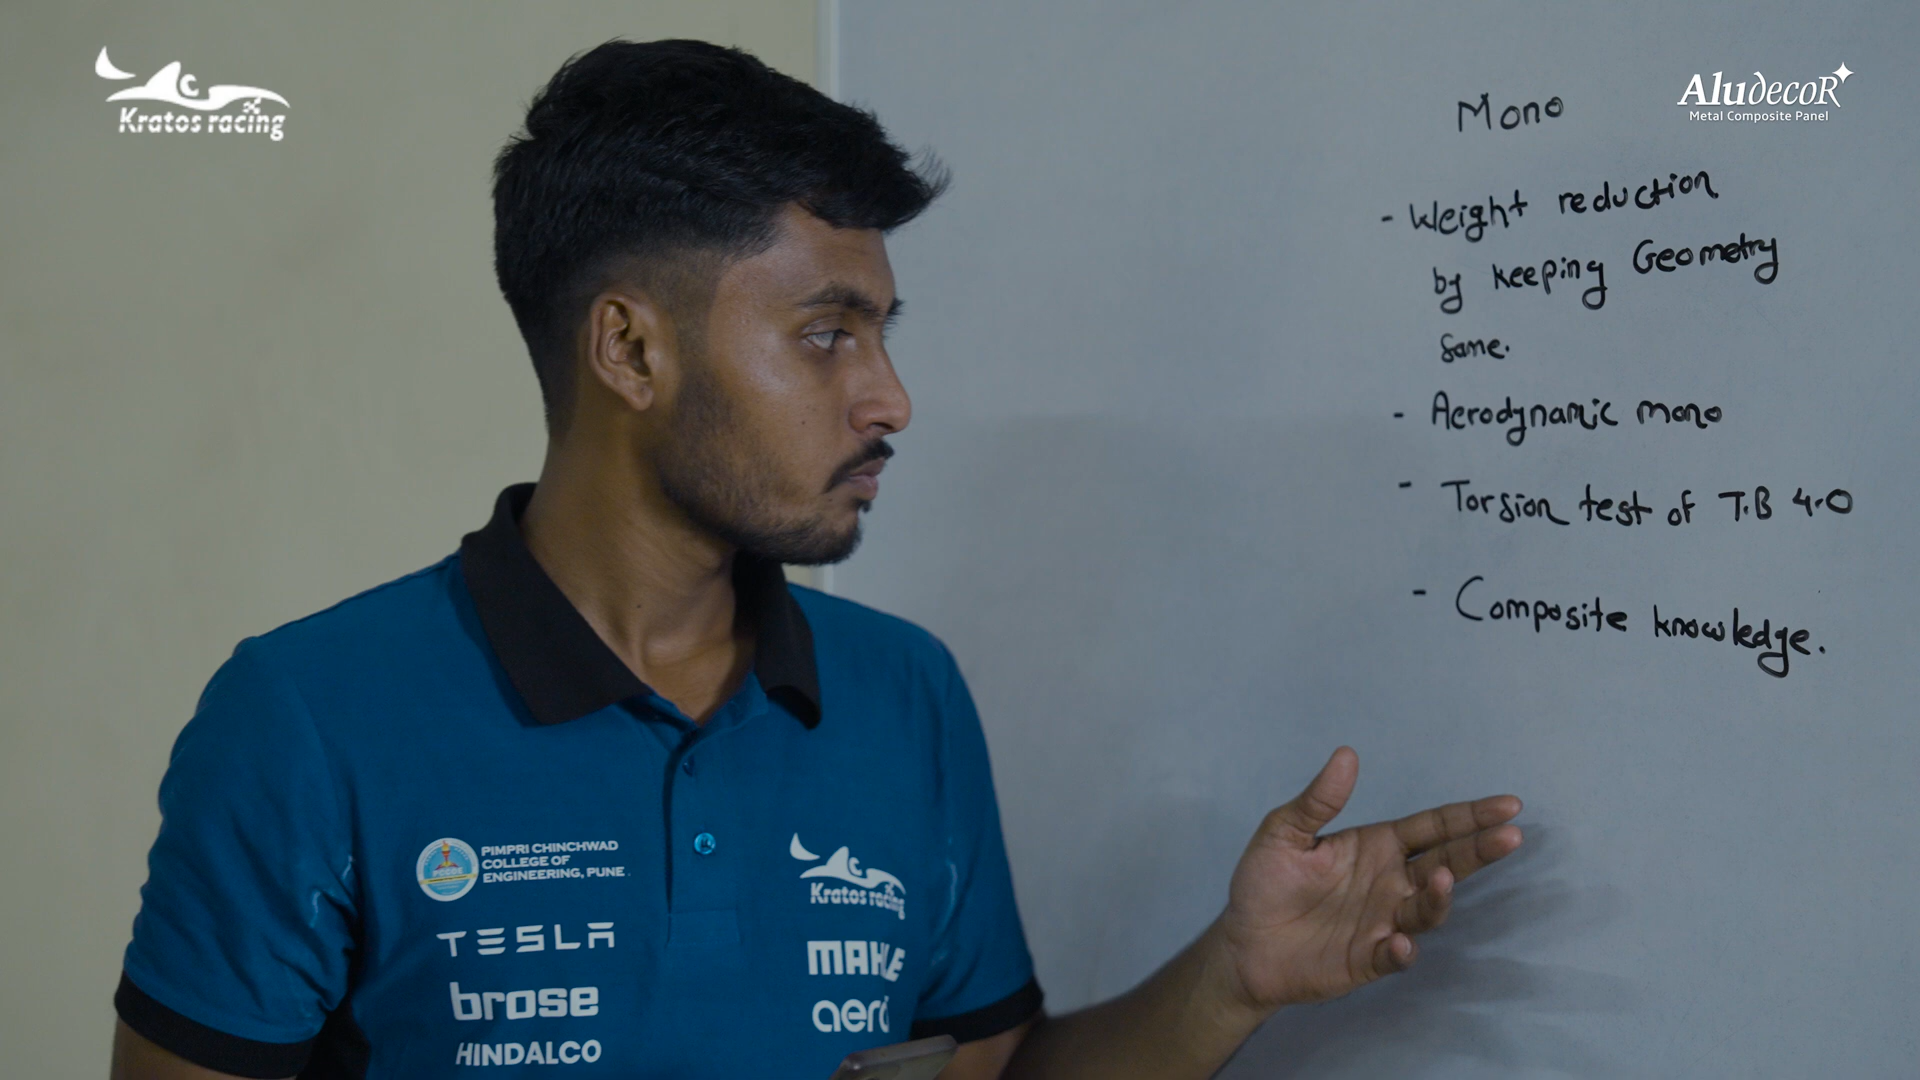 Kratos racing
AludecoR
Metal Composite Panel
Mono
- Weight reduction
by keeping Geometry
same.
- Aerodynamic mono
- Torsion test of T.B 4.0
- Composite knowledge.
PIMPRI CHINCHWAD
COLLEGE OF
ENGINEERING, PUNE.
TESLA
brose
HINDALCO
Kratos racing
MAHLE
aero